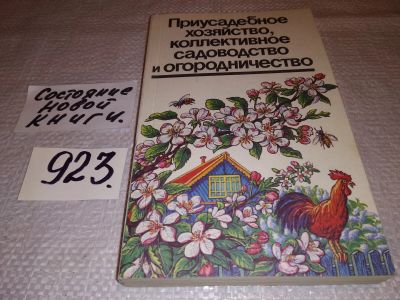 Приусадебное
хозяйство,
коллективное
садоводство
и огородничество
Состояние
новой
книги.
923.